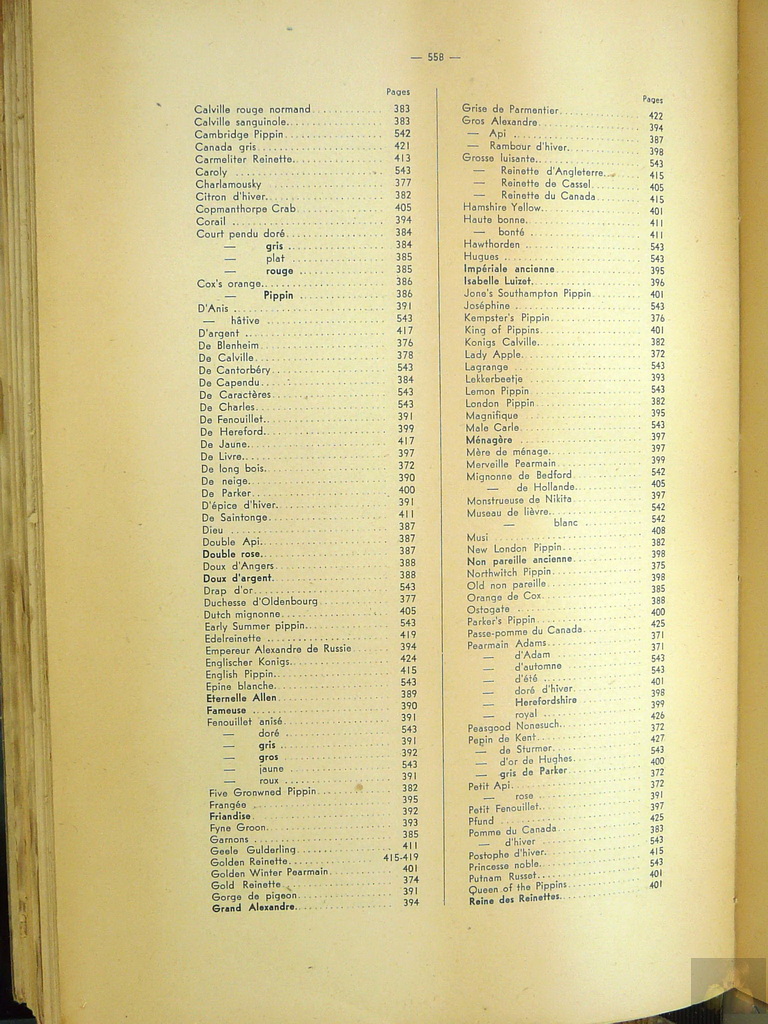 — 558 —
Pages
Calville rouge normand 383
Calville sanguinole 383
Cambridge Pippin 542
Canada gris 421
Carmeliter Reinette 413
Caroly 543
Charlamousky 377
Citron d'hiver 382
Copmanthorpe Crab 405
Corail 394
Court pendu doré 384
— gris 384
— plat 385
— rouge 385
Cox's orange 386
— Pippin 386
D'Anis 391
— hâtive 543
D'argent 417
De Blenheim 376
De Calville 378
De Cantorbéry 543
De Capendu 384
De Caractères 543
De Charles 543
De Fenouillet 391
De Hereford 399
De Jaune 417
De Livre 397
De long bois 372
De neige 390
De Parker 400
D'épice d'hiver 391
De Saintonge 411
Dieu 387
Double Api 387
Double rose 387
Doux d'Angers 388
Doux d'argent 388
Drap d'or 543
Duchesse d'Oldenbourg 377
Dutch mignonne 405
Early Summer pippin 543
Edelreinette 419
Empereur Alexandre de Russie 394
Englischer Konigs 424
English Pippin 415
Epine blanche 543
Eternelle Allen 389
Fameuse 390
Fenouillet anisé 391
— doré 543
— gris 391
— gros 392
— jaune 543
— roux 391
Five Gronwned Pippin 382
Frangée 395
Friandise 392
Fyne Groon 393
Garnons 385
Geele Gulderling 411
Golden Reinette 415-419
Golden Winter Pearmain 401
Gold Reinette 374
Gorge de pigeon 391
Grand Alexandre 394
Pages
Grise de Parmentier 422
Gros Alexandre 394
— Api 387
— Rambour d'hiver 398
Grosse luisante 543
— Reinette d'Angleterre 415
— Reinette de Cassel 405
— Reinette du Canada 415
Hamshire Yellow 401
Haute bonne 411
— bonté 411
Hawthorden 543
Hugues 543
Impériale ancienne 395
Isabelle Luizet 396
Jone's Southampton Pippin 401
Joséphine 543
Kempster's Pippin 376
King of Pippins 401
Konigs Calville 382
Lady Apple 372
Lagrange 543
Lekkerbeetje 393
Lemon Pippin 543
London Pippin 382
Magnifique 395
Male Carle 543
Ménagère 397
Mère de ménage 397
Merveille Pearmain 399
Mignonne de Bedford 542
— de Hollande 405
Monstrueuse de Nikita 397
Museau de lièvre 542
— blanc 542
Musi 408
New London Pippin 382
Non pareille ancienne 398
Northwitch Pippin 375
Old non pareille 398
Orange de Cox 385
Ostogate 388
Parker's Pippin 400
Passe-pomme du Canada 425
Pearmain Adams 371
— d'Adam 371
— d'automne 543
— d'été 543
— doré d'hiver 401
— Herefordshire 398
— royal 399
Peasgood Nonesuch 426
Pepin de Kent 372
— de Sturmer 427
— d'or de Hughes 543
— gris de Parker 400
Petit Api 372
— rose 372
Petit Fenouillet 391
Pfund 397
Pomme du Canada 425
— d'hiver 383
Postophe d'hiver 543
Princesse noble 415
Putnam Russet 543
Queen of the Pippins 401
Reine des Reinettes 401